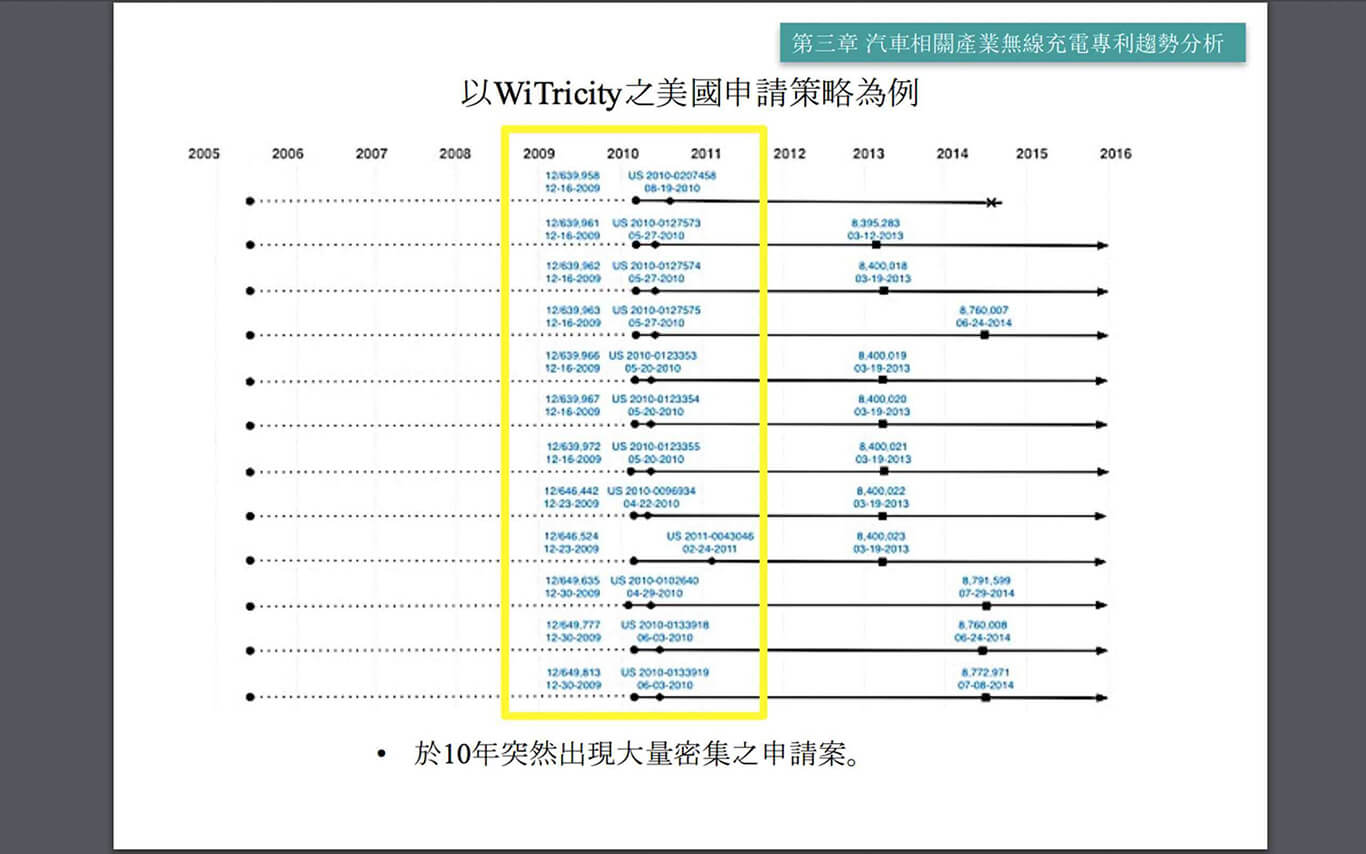 第三章 汽車相關產業無線充電專利趨勢分析
以WiTricity之美國申請策略為例
2005 2006 2007 2008 2009 2010 2011 2012 2013 2014 2015 2016
12/639,958 US 2010-0207458
12-16-2009 08-19-2010
12/639,961 US 2010-0127573 8,395,283
12-16-2009 05-27-2010 03-12-2013
12/639,962 US 2010-0127574 8,400,018
12-16-2009 05-27-2010 03-19-2013
12/639,963 US 2010-0127575 8,760,007
12-16-2009 05-27-2010 06-24-2014
12/639,966 US 2010-0123353 8,400,019
12-16-2009 05-20-2010 03-19-2013
12/639,967 US 2010-0123354 8,400,020
12-16-2009 05-20-2010 03-19-2013
12/639,972 US 2010-0123355 8,400,021
12-16-2009 05-20-2010 03-19-2013
12/646,442 US 2010-0096934 8,400,022
12-23-2009 04-22-2010 03-19-2013
12/646,524 US 2011-0043046 8,400,023
12-23-2009 02-24-2011 03-19-2013
12/649,635 US 2010-0102640 8,791,599
12-30-2009 04-29-2010 07-29-2014
12/649,777 US 2010-0133918 8,760,008
12-30-2009 06-03-2010 06-24-2014
12/649,813 US 2010-0133919 8,772,971
12-30-2009 06-03-2010 07-08-2014
• 於10年突然出現大量密集之申請案。